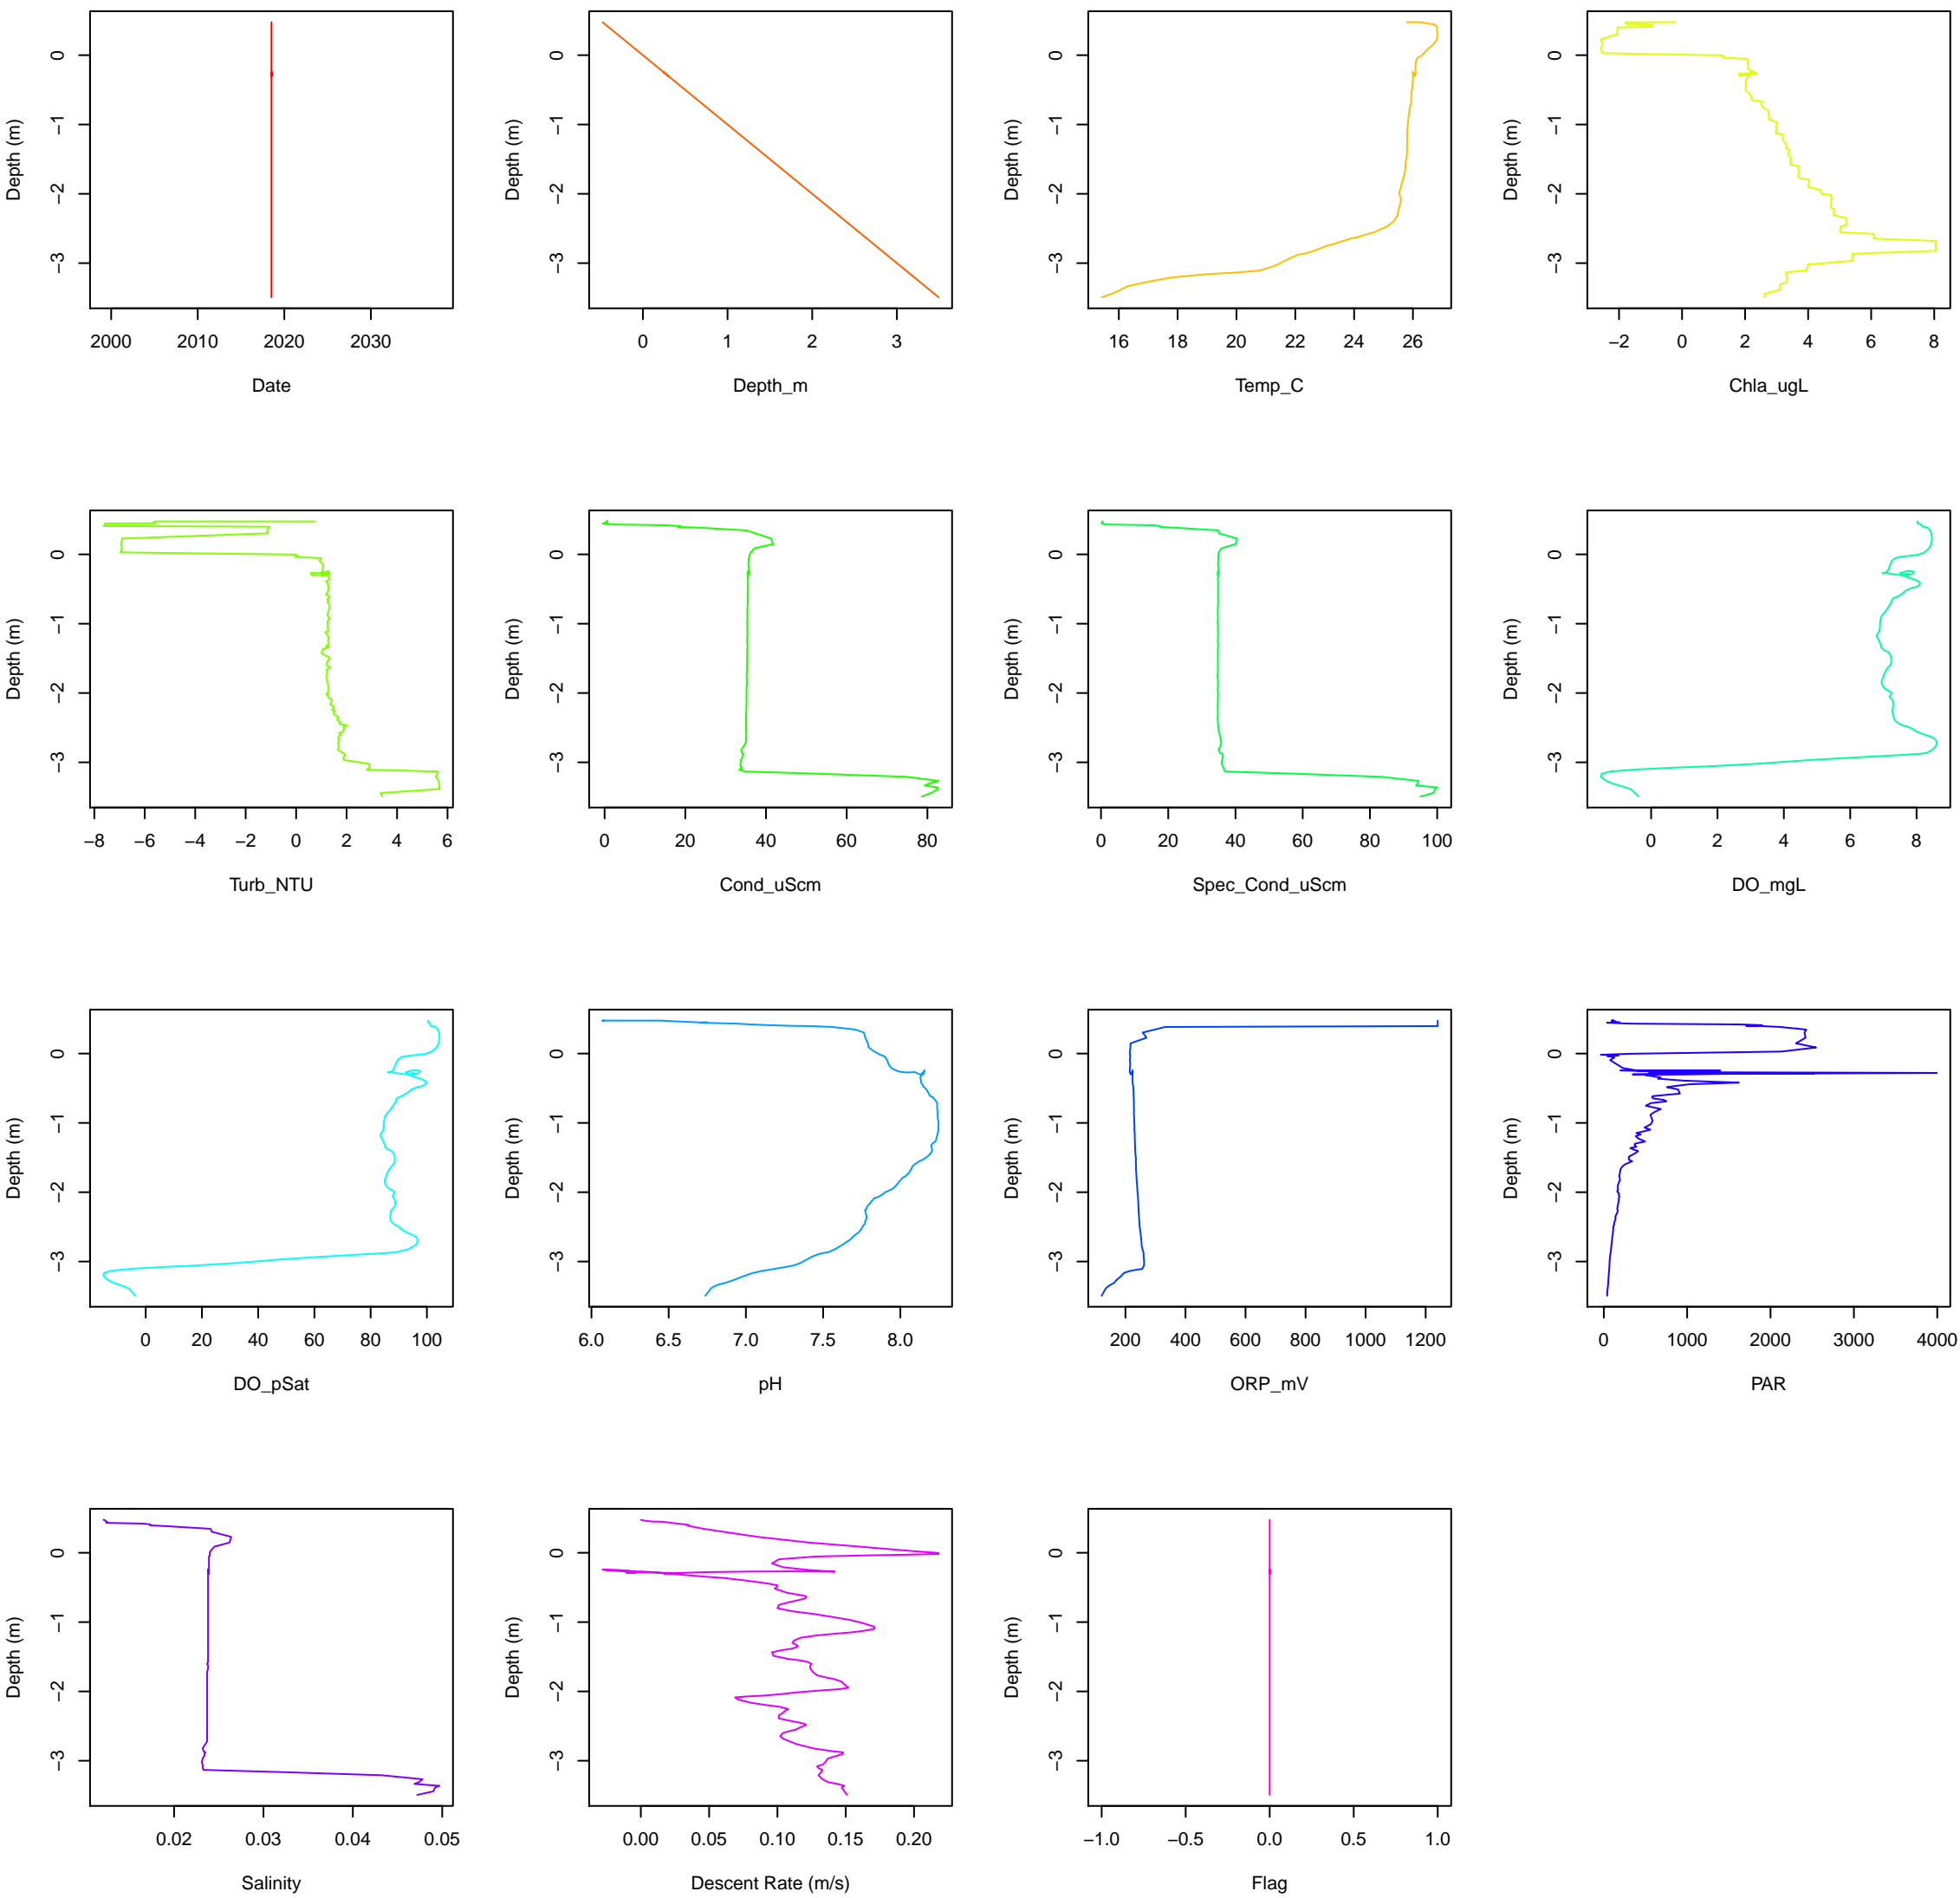 Depth (m)
0
−1
−2
−3
2000 2010 2020 2030
Date
Depth (m)
0
−1
−2
−3
0 1 2 3
Depth_m
Depth (m)
0
−1
−2
−3
16 18 20 22 24 26
Temp_C
Depth (m)
0
−1
−2
−3
−2 0 2 4 6 8
Chla_ugL
Depth (m)
0
−1
−2
−3
−8 −6 −4 −2 0 2 4 6
Turb_NTU
Depth (m)
0
−1
−2
−3
0 20 40 60 80
Cond_uScm
Depth (m)
0
−1
−2
−3
0 20 40 60 80 100
Spec_Cond_uScm
Depth (m)
0
−1
−2
−3
0 2 4 6 8
DO_mgL
Depth (m)
0
−1
−2
−3
0 20 40 60 80 100
DO_pSat
Depth (m)
0
−1
−2
−3
6.0 6.5 7.0 7.5 8.0
pH
Depth (m)
0
−1
−2
−3
200 400 600 800 1000 1200
ORP_mV
Depth (m)
0
−1
−2
−3
0 1000 2000 3000 4000
PAR
Depth (m)
0
−1
−2
−3
0.02 0.03 0.04 0.05
Salinity
Depth (m)
0
−1
−2
−3
0.00 0.05 0.10 0.15 0.20
Descent Rate (m/s)
Depth (m)
0
−1
−2
−3
−1.0 −0.5 0.0 0.5 1.0
Flag